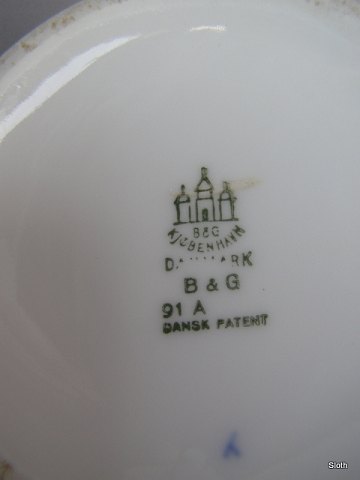 B&G
KJØBENHAVN
B & G
91 A
DANSK PATENT
Sloth